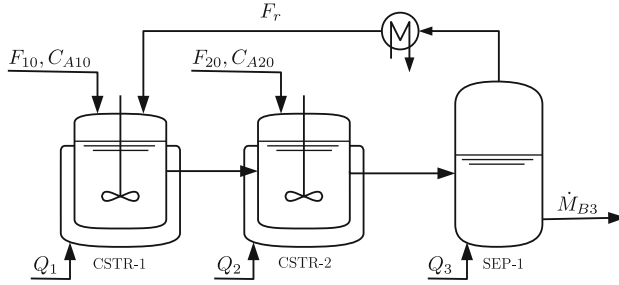 F_r
F_{10}, C_{A10}
F_{20}, C_{A20}
\dot{M}_{B3}
Q_1
CSTR-1
Q_2
CSTR-2
Q_3
SEP-1